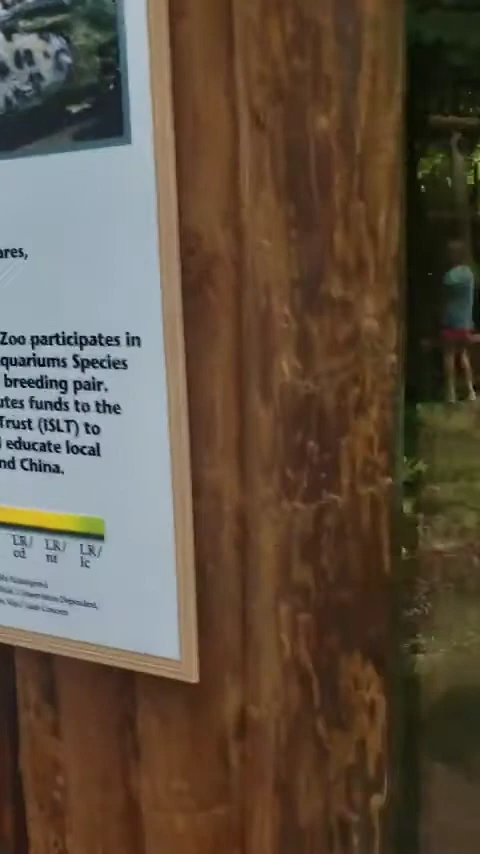 ares,
Zoo participates in
quariums Species
breeding pair.
utes funds to the
Trust (ISLT) to
educate local
nd China.
LR/ LR/ LR/
cd nt lc